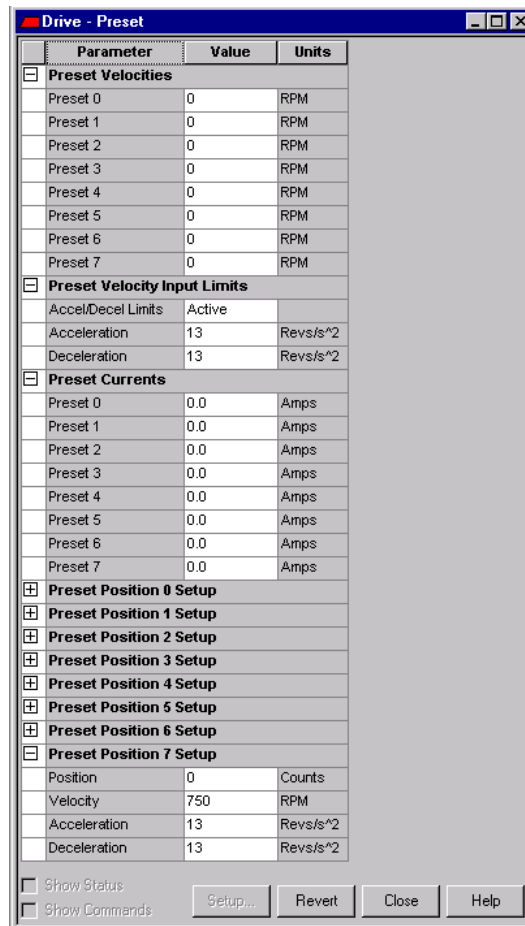 Drive - Preset
Parameter Value Units
Preset Velocities
Preset 0 0 RPM
Preset 1 0 RPM
Preset 2 0 RPM
Preset 3 0 RPM
Preset 4 0 RPM
Preset 5 0 RPM
Preset 6 0 RPM
Preset 7 0 RPM
Preset Velocity Input Limits
Accel/Decel Limits Active
Acceleration 13 Revs/s^2
Deceleration 13 Revs/s^2
Preset Currents
Preset 0 0.0 Amps
Preset 1 0.0 Amps
Preset 2 0.0 Amps
Preset 3 0.0 Amps
Preset 4 0.0 Amps
Preset 5 0.0 Amps
Preset 6 0.0 Amps
Preset 7 0.0 Amps
Preset Position 0 Setup
Preset Position 1 Setup
Preset Position 2 Setup
Preset Position 3 Setup
Preset Position 4 Setup
Preset Position 5 Setup
Preset Position 6 Setup
Preset Position 7 Setup
Position 0 Counts
Velocity 750 RPM
Acceleration 13 Revs/s^2
Deceleration 13 Revs/s^2
Show Status
Show Commands
Setup... Revert Close Help